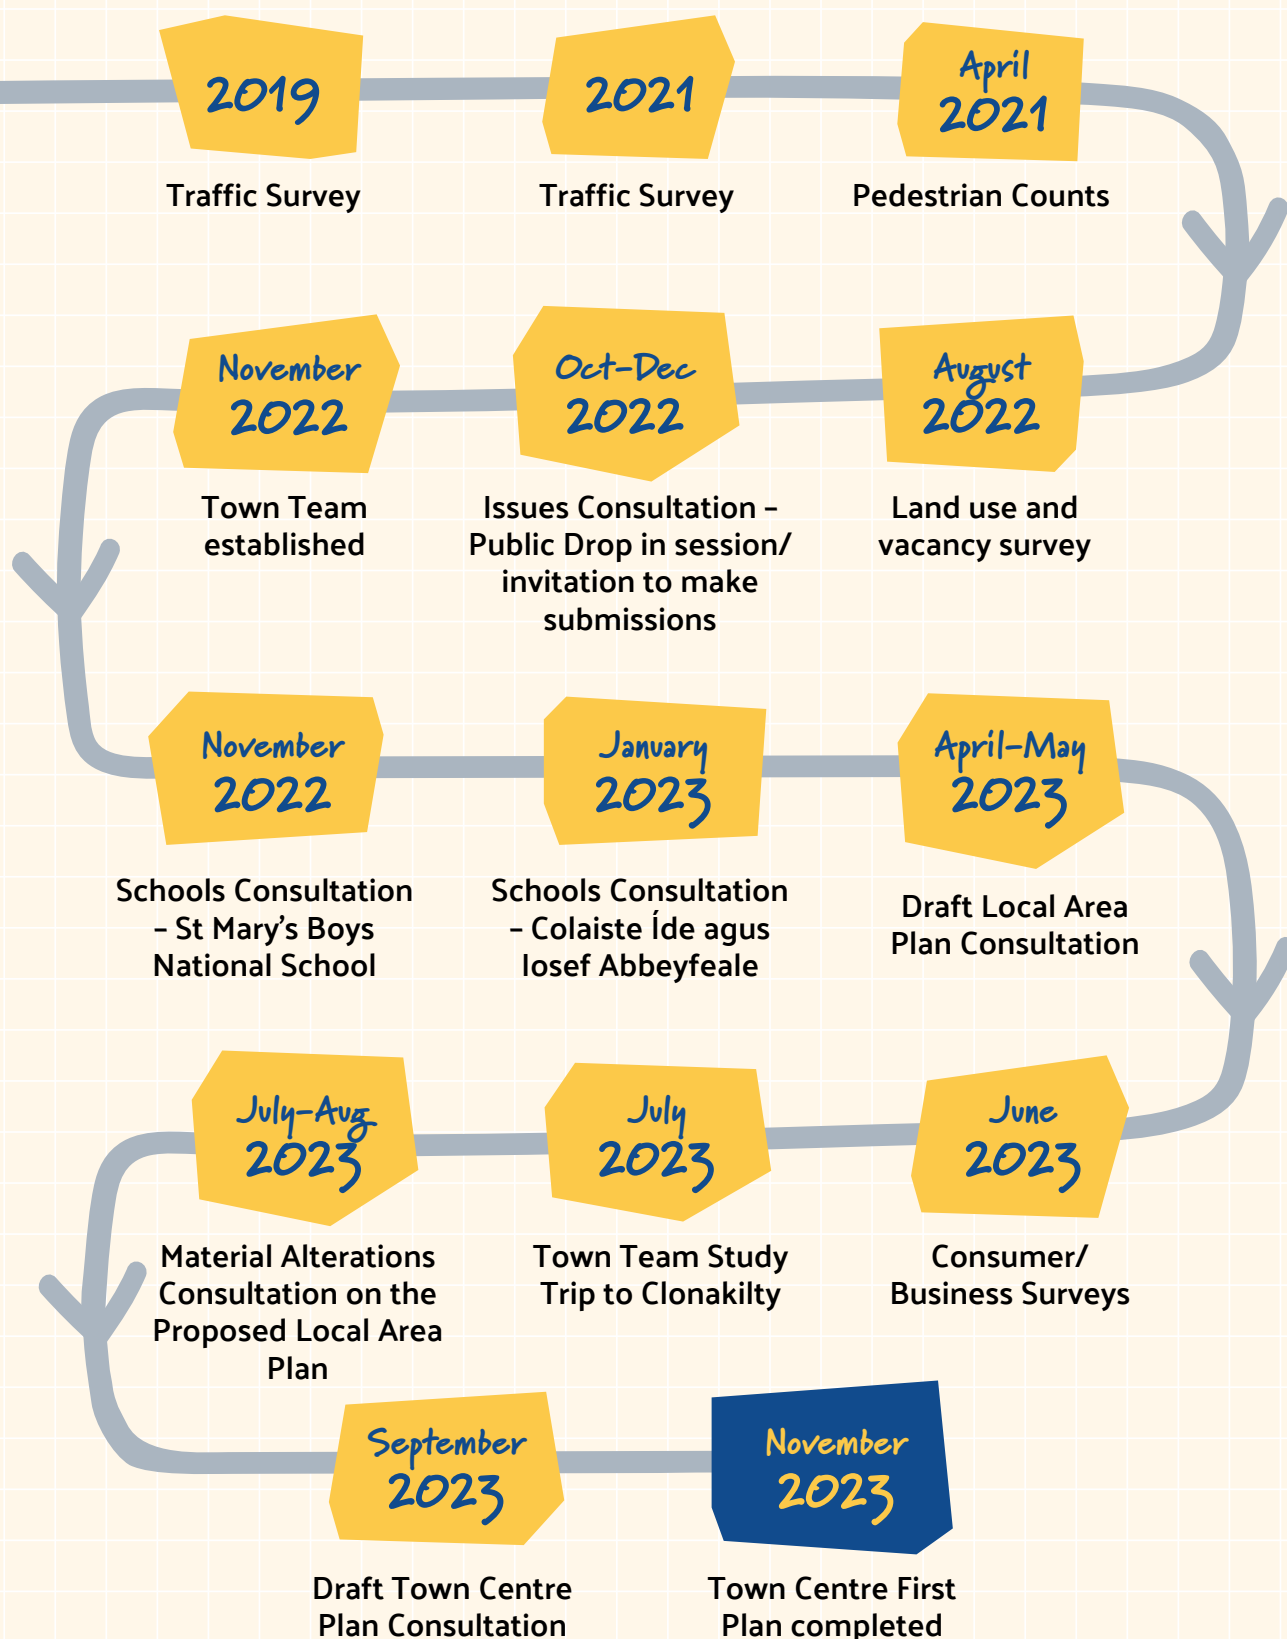 2019
Traffic Survey
2021
Traffic Survey
April
2021
Pedestrian Counts
August
2022
Land use and
vacancy survey
Oct-Dec
2022
Issues Consultation –
Public Drop in session/
invitation to make
submissions
November
2022
Town Team
established
November
2022
Schools Consultation
– St Mary’s Boys
National School
January
2023
Schools Consultation
– Colaiste Íde agus
Iosef Abbeyfeale
April-May
2023
Draft Local Area
Plan Consultation
June
2023
Consumer/
Business Surveys
July
2023
Town Team Study
Trip to Clonakilty
July-Aug
2023
Material Alterations
Consultation on the
Proposed Local Area
Plan
September
2023
Draft Town Centre
Plan Consultation
November
2023
Town Centre First
Plan completed